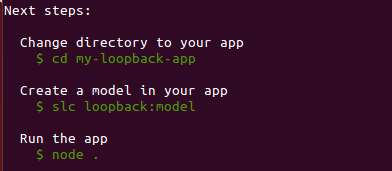 Next steps:
Change directory to your app
$ cd my-loopback-app
Create a model in your app
$ slc loopback:model
Run the app
$ node .